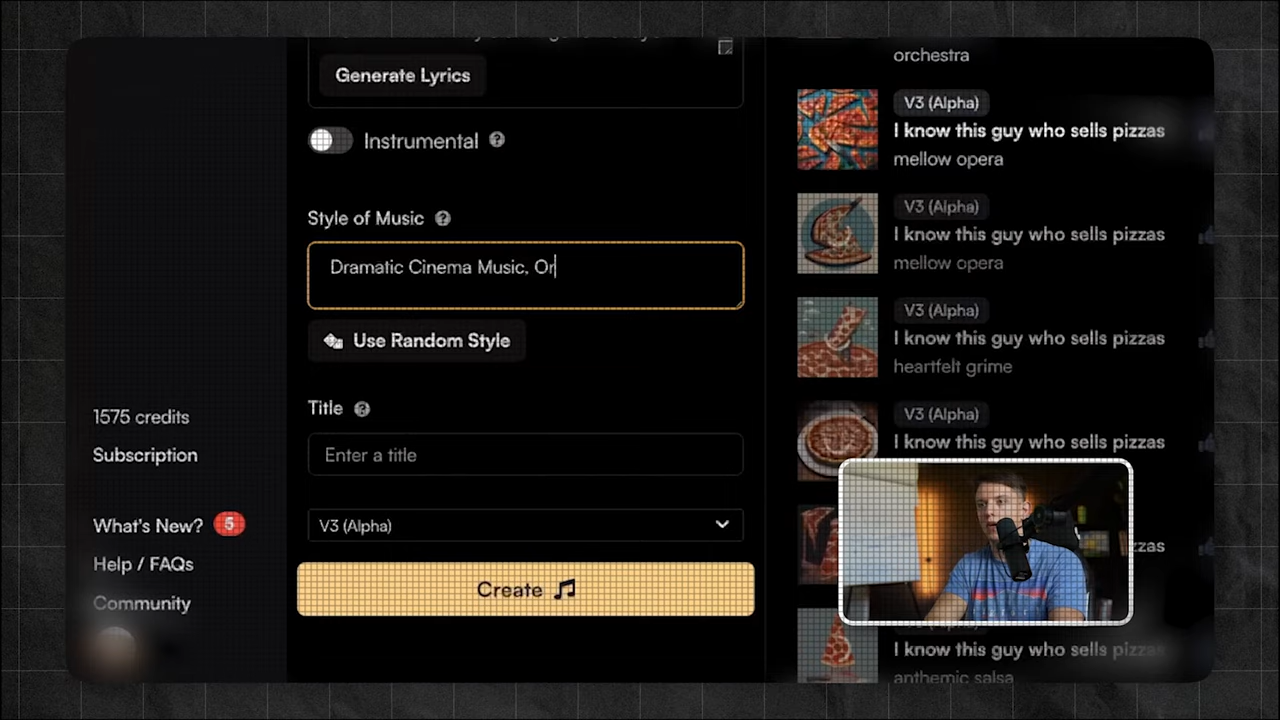 1575 credits
Subscription
What's New? 5
Help / FAQs
Community
Generate Lyrics
Instrumental ?
Style of Music ?
Dramatic Cinema Music, Or
Use Random Style
Title ?
Enter a title
V3 (Alpha)
Create
orchestra
V3 (Alpha)
I know this guy who sells pizzas
mellow opera
V3 (Alpha)
I know this guy who sells pizzas
mellow opera
V3 (Alpha)
I know this guy who sells pizzas
heartfelt grime
V3 (Alpha)
I know this guy who sells pizzas
zzas
I know this guy who sells pizzas
anthemic salsa